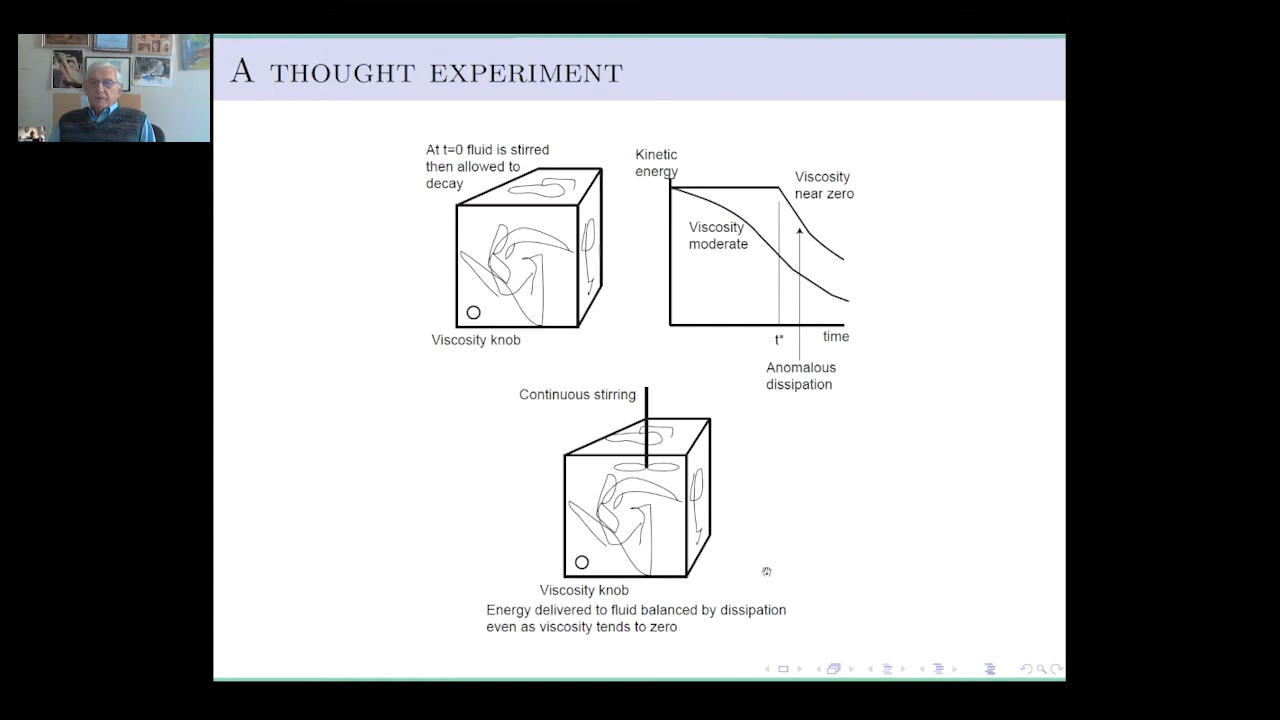 A THOUGHT EXPERIMENT
At t=0 fluid is stirred
then allowed to
decay
Viscosity knob
Kinetic
energy
Viscosity
near zero
Viscosity
moderate
t*
time
Anomalous
dissipation
Continuous stirring
Viscosity knob
Energy delivered to fluid balanced by dissipation
even as viscosity tends to zero